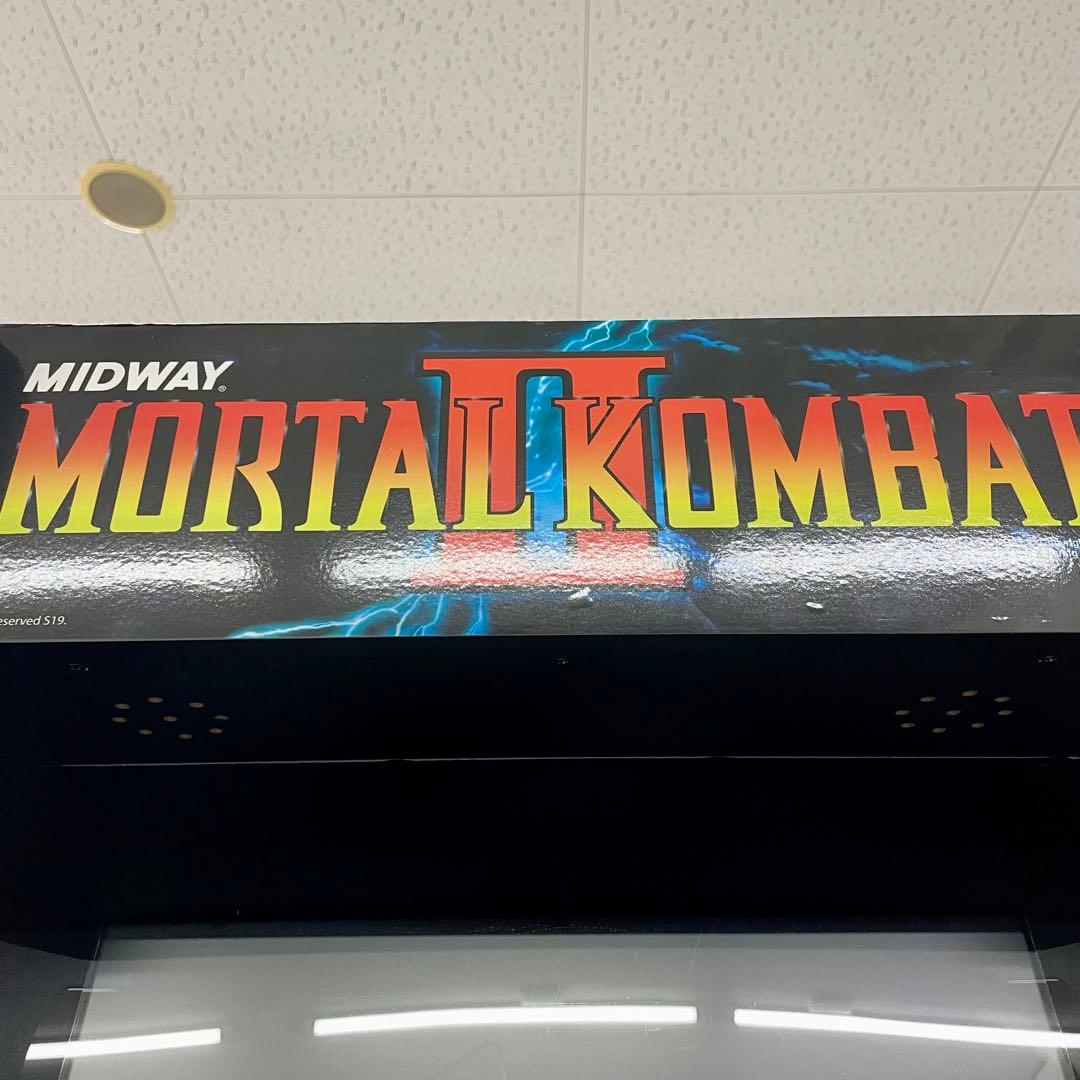 MIDWAY®
MORTAL KOMBAT
II
eserved S19.